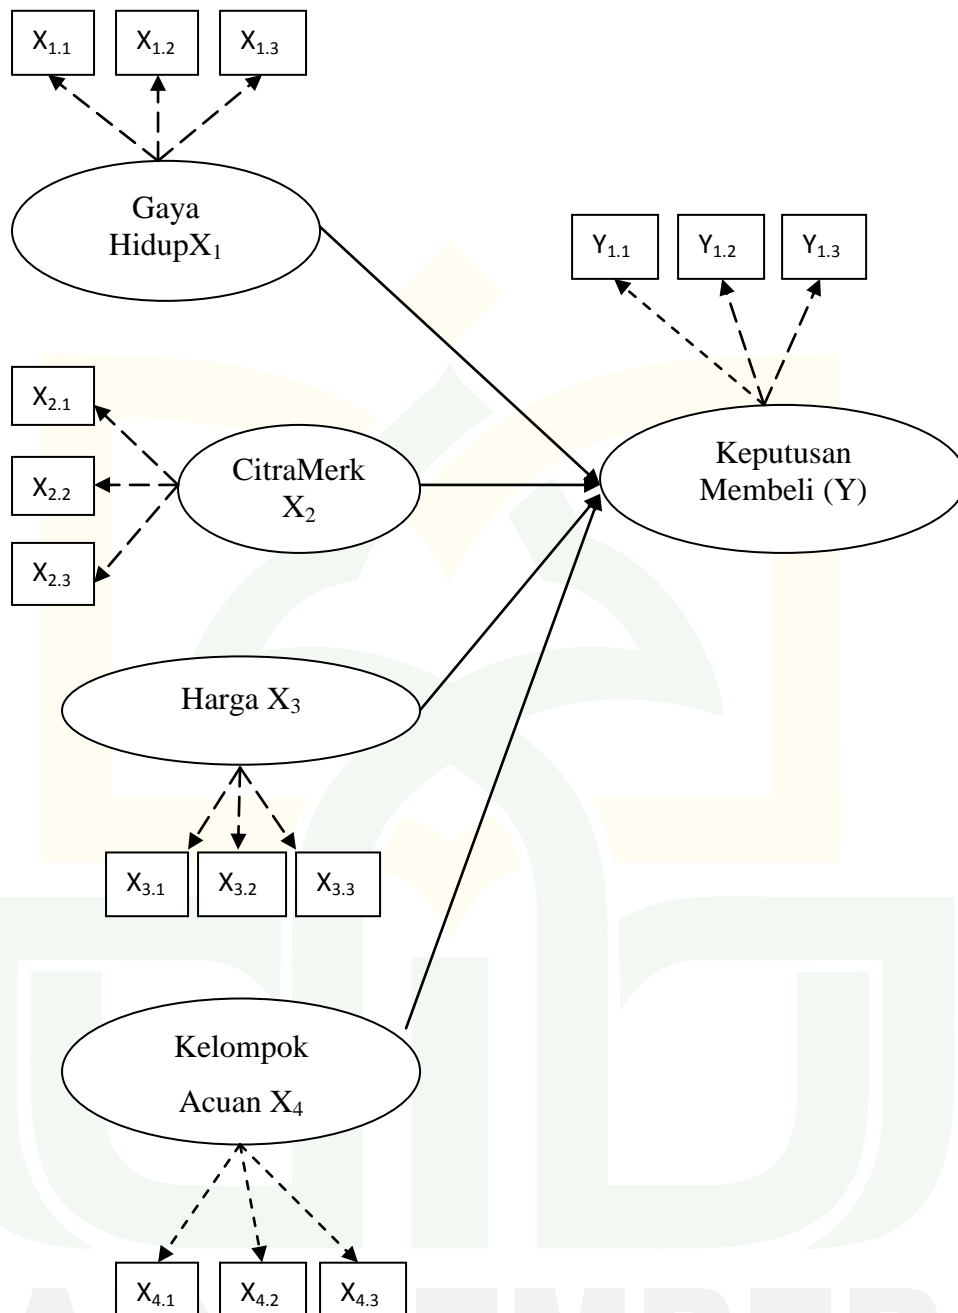 X₁.₁ X₁.₂ X₁.₃
Gaya
HidupX₁
Y₁.₁ Y₁.₂ Y₁.₃
X₂.₁
X₂.₂
X₂.₃
CitraMerk
X₂
Keputusan
Membeli (Y)
Harga X₃
X₃.₁ X₃.₂ X₃.₃
Kelompok
Acuan X₄
X₄.₁ X₄.₂ X₄.₃